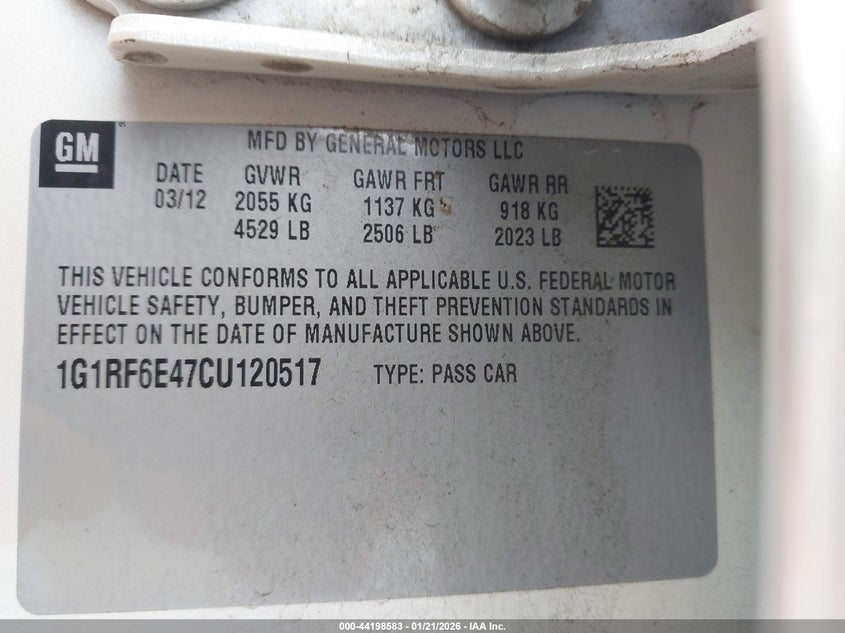 GM
MFD BY GENERAL MOTORS LLC
DATE GVWR GAWR FRT GAWR RR
03/12 2055 KG 1137 KG 918 KG
4529 LB 2506 LB 2023 LB
THIS VEHICLE CONFORMS TO ALL APPLICABLE U.S. FEDERAL MOTOR
VEHICLE SAFETY, BUMPER, AND THEFT PREVENTION STANDARDS IN
EFFECT ON THE DATE OF MANUFACTURE SHOWN ABOVE.
1G1RF6E47CU120517 TYPE: PASS CAR
000-44198583 - 01/21/2026 - IAA Inc.